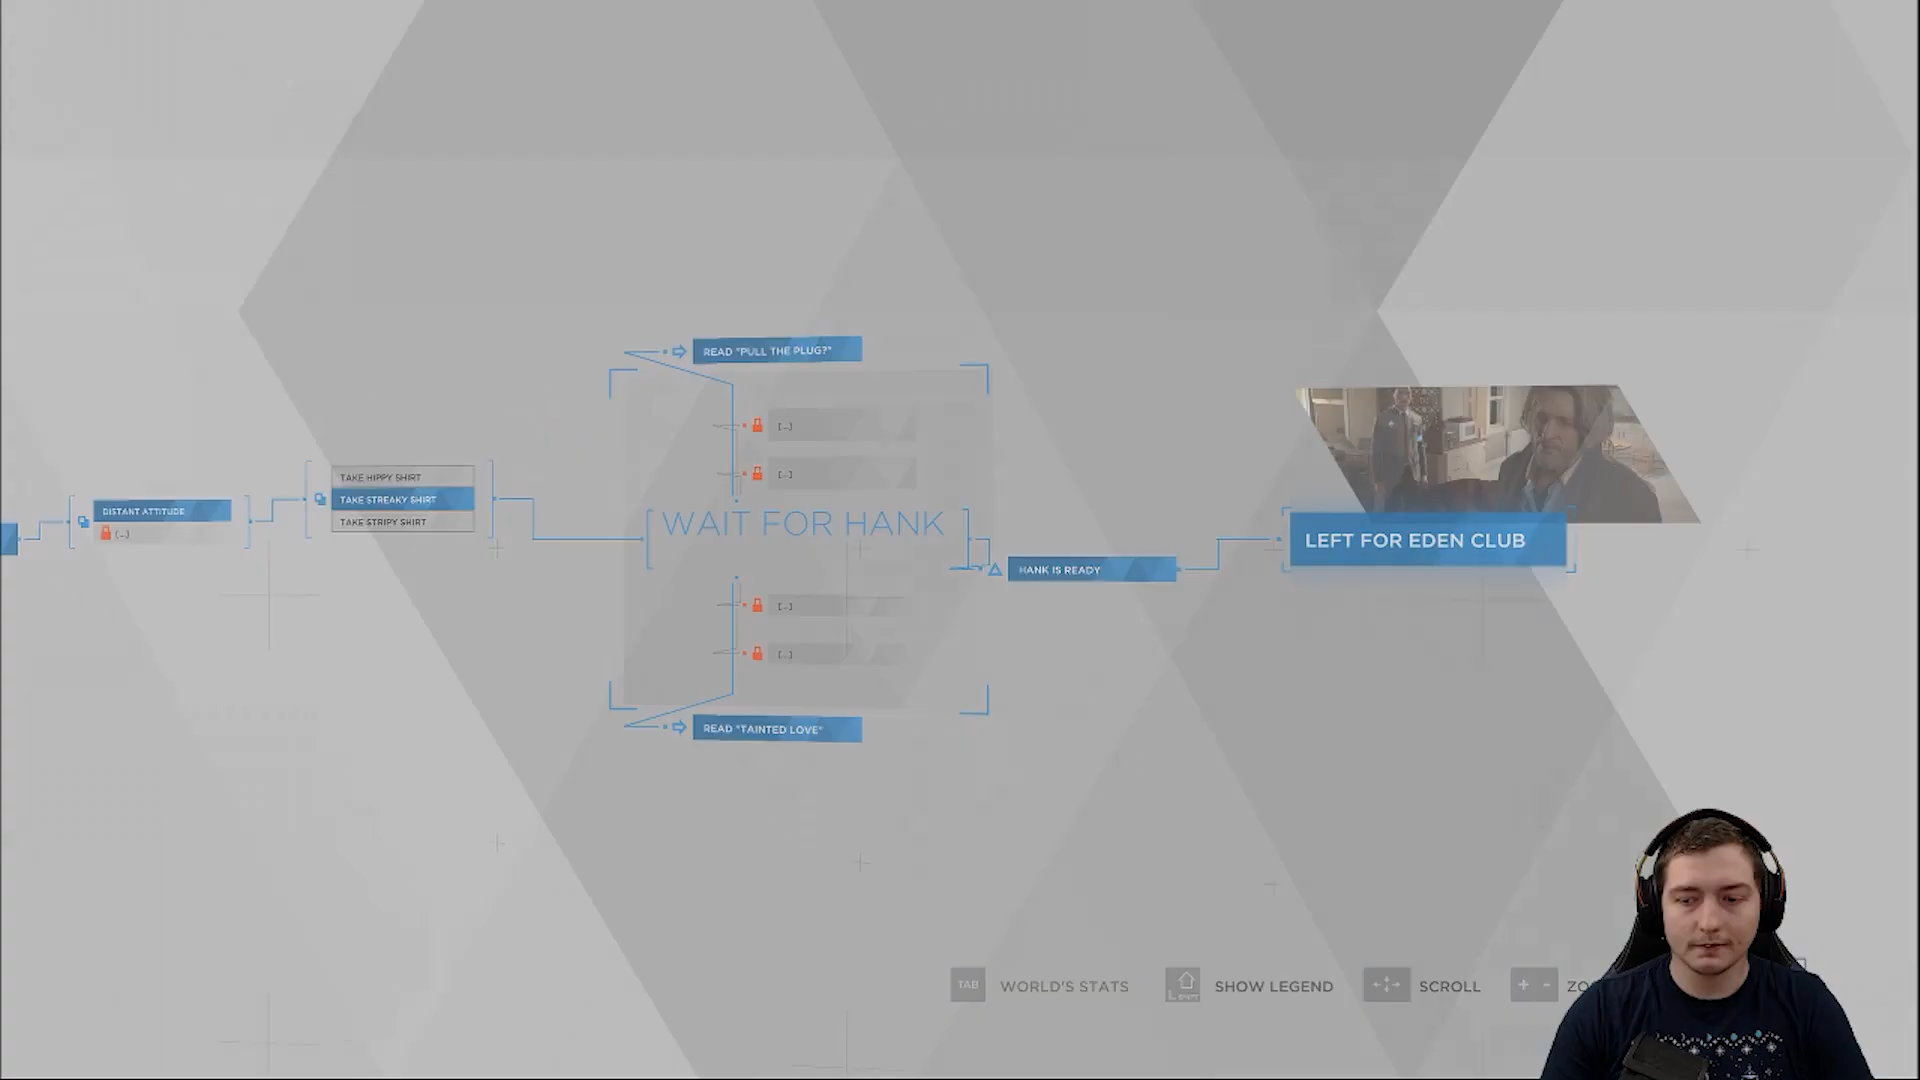 READ "PULL THE PLUG?"
[...]
[...]
TAKE HIPPY SHIRT
TAKE STREAKY SHIRT
TAKE STRIPY SHIRT
DISTANT ATTITUDE
[...]
WAIT FOR HANK
LEFT FOR EDEN CLUB
HANK IS READY
[...]
[...]
READ "TAINTED LOVE"
TAB WORLD'S STATS
SHOW LEGEND
SCROLL
+ -